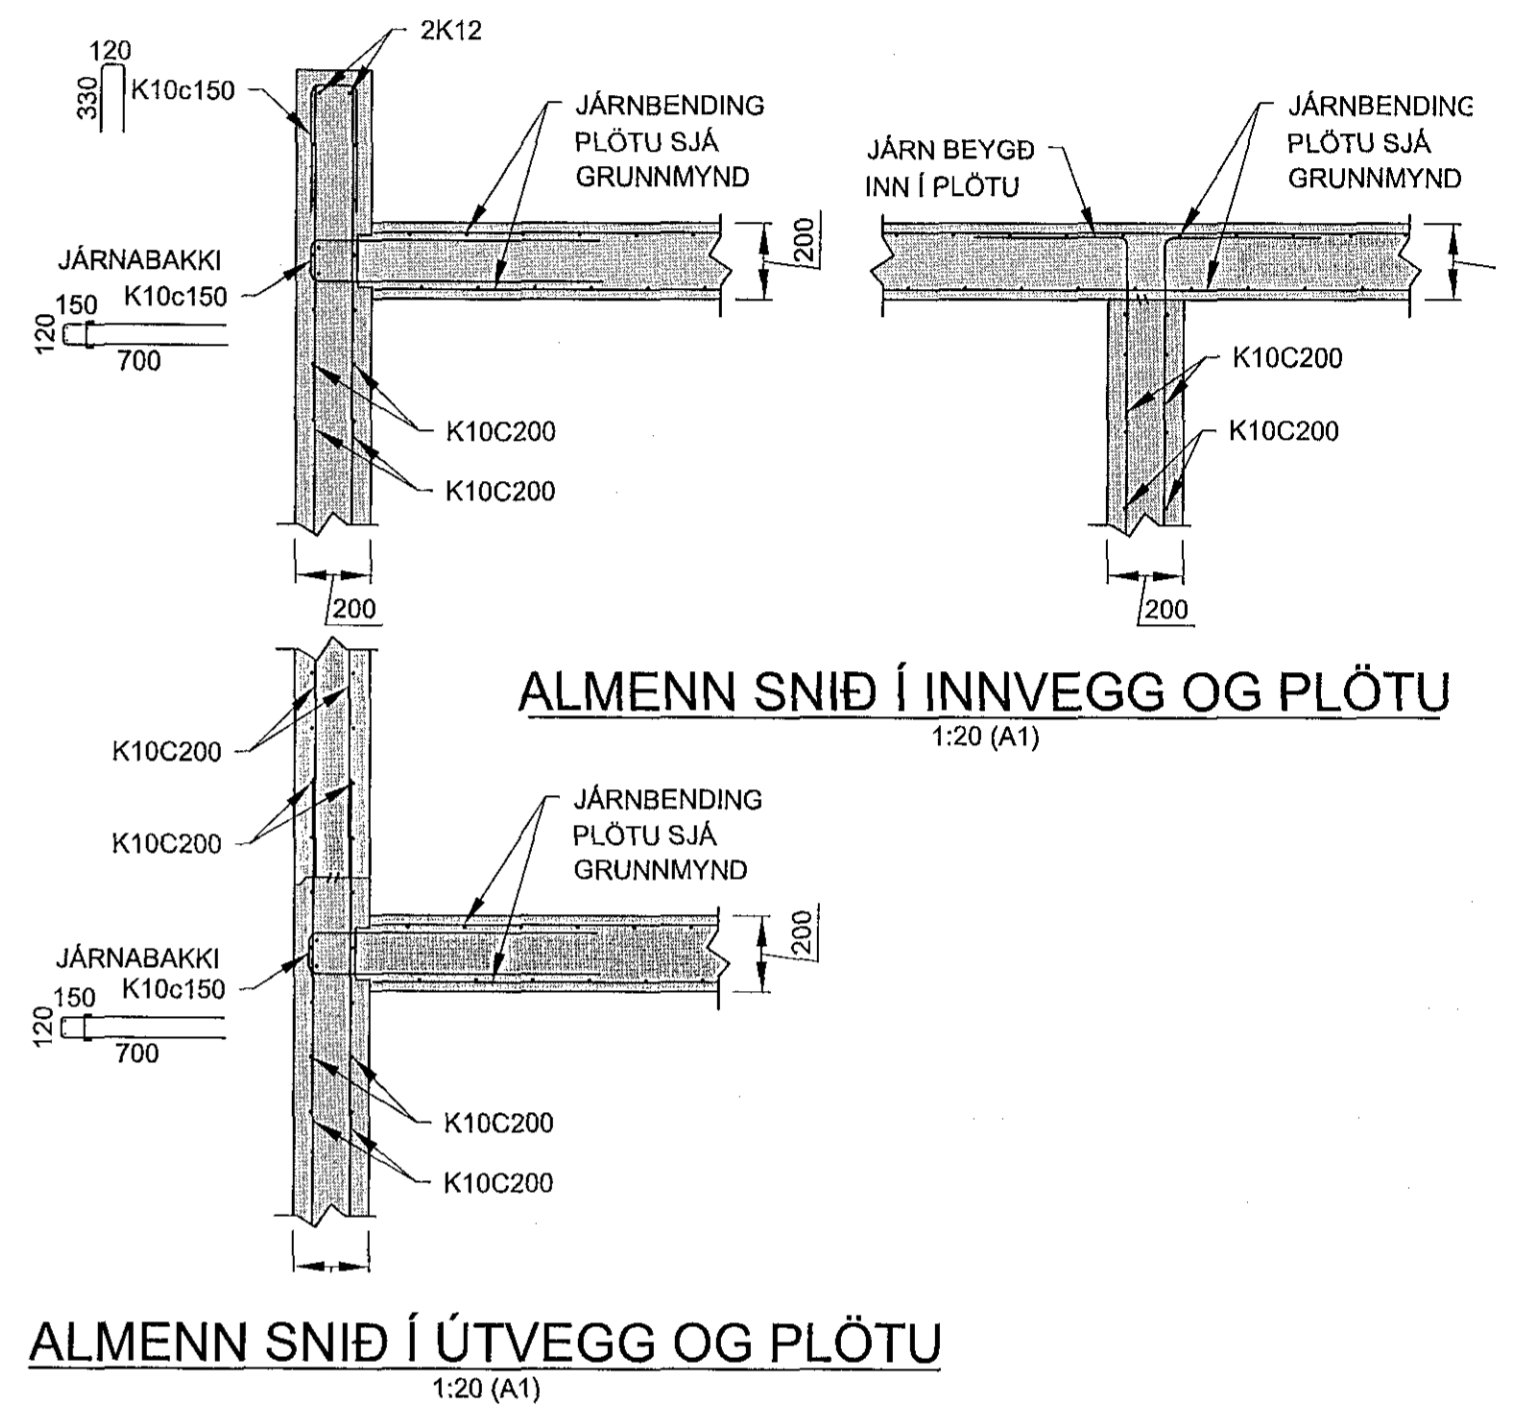 2K12
120
330
K10c150
JÁRNBENDING
PLÖTU SJÁ
GRUNNMYND
200
JÁRNABAKKI
K10c150
150
120
700
K10C200
K10C200
200
JÁRN BEYGÐ
INN Í PLÖTU
JÁRNBENDING
PLÖTU SJÁ
GRUNNMYND
K10C200
K10C200
200
ALMENN SNIÐ Í INNVEGG OG PLÖTU
1:20 (A1)
K10C200
K10C200
JÁRNBENDING
PLÖTU SJÁ
GRUNNMYND
200
JÁRNABAKKI
K10c150
150
120
700
K10C200
K10C200
ALMENN SNIÐ Í ÚTVEGG OG PLÖTU
1:20 (A1)